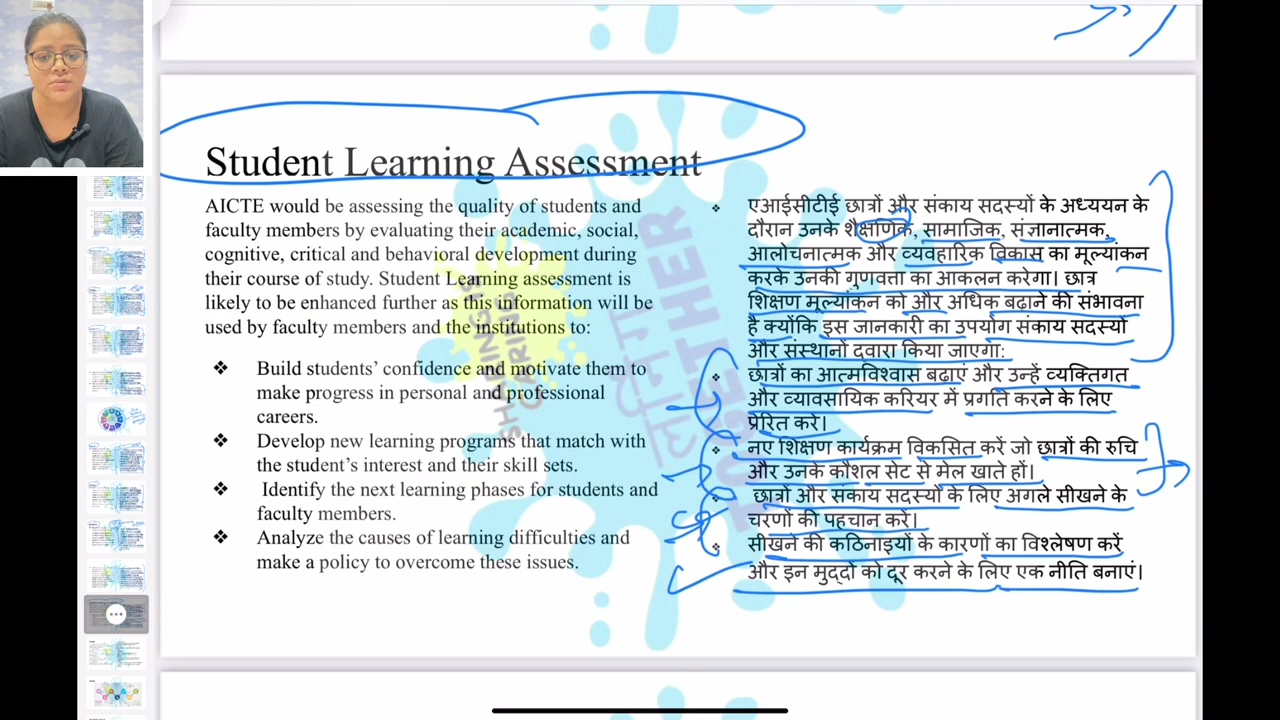 Student Learning Assessment
AICTE would be assessing the quality of students and
faculty members by evaluating their academic, social,
cognitive, critical and behavioral development during
their course of study. Student Learning assessment is
likely to be enhanced further as this information will be
used by faculty members and the institutions to:
❖ Build students’ confidence and motivate them to
make progress in personal and professional
careers.
❖ Develop new learning programs that match with
the student’s interest and their skill sets.
❖ Identify the next learning phases for students and
faculty members.
❖ Analyze the causes of learning difficulties and
make a policy to overcome these issues.
❖ एआईसीटीई छात्रों और संकाय सदस्यों के अध्ययन के
दौरान उनके शैक्षणिक, सामाजिक, संज्ञानात्मक,
आलोचनात्मक और व्यवहारिक विकास का मूल्यांकन
करके उनकी गुणवत्ता का आकलन करेगा। छात्र
शिक्षण मूल्यांकन को और अधिक बढ़ाने की संभावना
है क्योंकि इस जानकारी का उपयोग संकाय सदस्यों
और संस्थानों द्वारा किया जाएगा:
❖ छात्रों का आत्मविश्वास बढ़ाएं और उन्हें व्यक्तिगत
और व्यावसायिक करियर में प्रगति करने के लिए
प्रेरित करें।
❖ नए शिक्षण कार्यक्रम विकसित करें जो छात्रों की रुचि
और उनके कौशल सेट से मेल खाते हों।
❖ छात्रों और संकाय सदस्यों के लिए अगले सीखने के
चरणों की पहचान करें।
❖ सीखने की कठिनाइयों के कारणों का विश्लेषण करें
और इन मुद्दों को दूर करने के लिए एक नीति बनाएं।